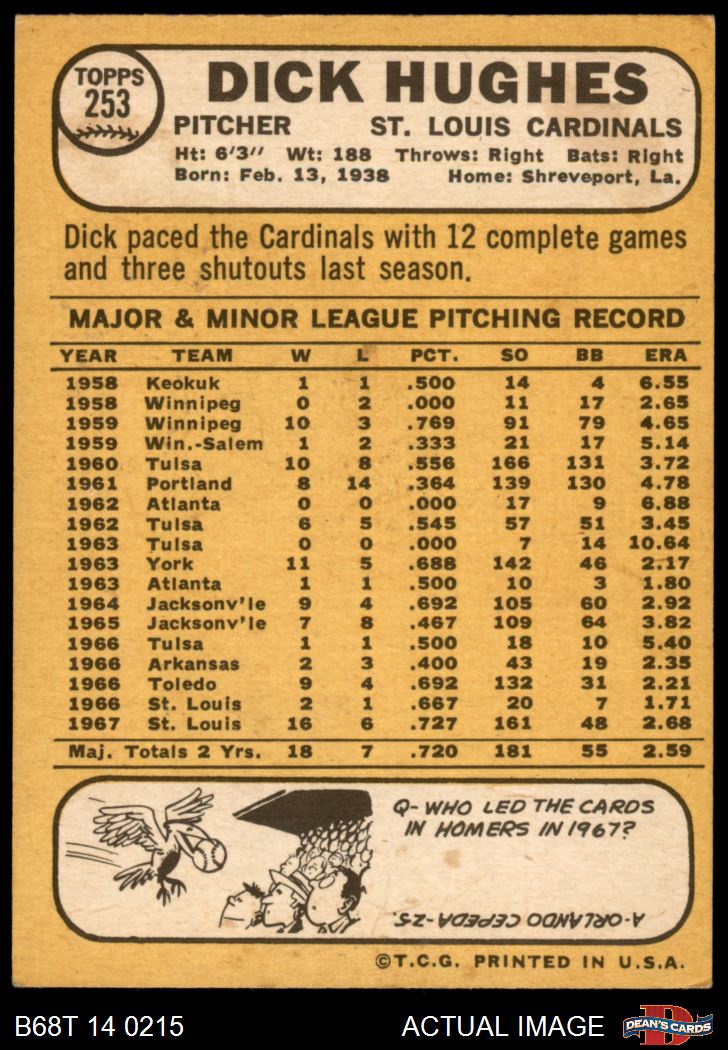 TOPPS
253
DICK HUGHES
PITCHER ST. LOUIS CARDINALS
Ht: 6'3" Wt: 188 Throws: Right Bats: Right
Born: Feb. 13, 1938 Home: Shreveport, La.
Dick paced the Cardinals with 12 complete games
and three shutouts last season.
MAJOR & MINOR LEAGUE PITCHING RECORD
YEAR TEAM W L PCT. SO BB ERA
1958 Keokuk 1 1 .500 14 4 6.55
1958 Winnipeg 0 2 .000 11 17 2.65
1959 Winnipeg 10 3 .769 91 79 4.65
1959 Win.-Salem 1 2 .333 21 17 5.14
1960 Tulsa 10 8 .556 166 131 3.72
1961 Portland 8 14 .364 139 130 4.78
1962 Atlanta 0 0 .000 17 9 6.88
1962 Tulsa 6 5 .545 57 51 3.45
1963 Tulsa 0 0 .000 7 14 10.64
1963 York 11 5 .688 142 46 2.17
1963 Atlanta 1 1 .500 10 3 1.80
1964 Jacksonv'le 9 4 .692 105 60 2.92
1965 Jacksonv'le 7 8 .467 109 64 3.82
1966 Tulsa 1 1 .500 18 10 5.40
1966 Arkansas 2 3 .400 43 19 2.35
1966 Toledo 9 4 .692 132 31 2.21
1966 St. Louis 2 1 .667 20 7 1.71
1967 St. Louis 16 6 .727 161 48 2.68
Maj. Totals 2 Yrs. 18 7 .720 181 55 2.59
Q-WHO LED THE CARDS
IN HOMERS IN 1967?
A-ORLANDO CEPEDA-25.
©T.C.G. PRINTED IN U.S.A.
B68T 14 0215 ACTUAL IMAGE
D
DEAN'S CARDS